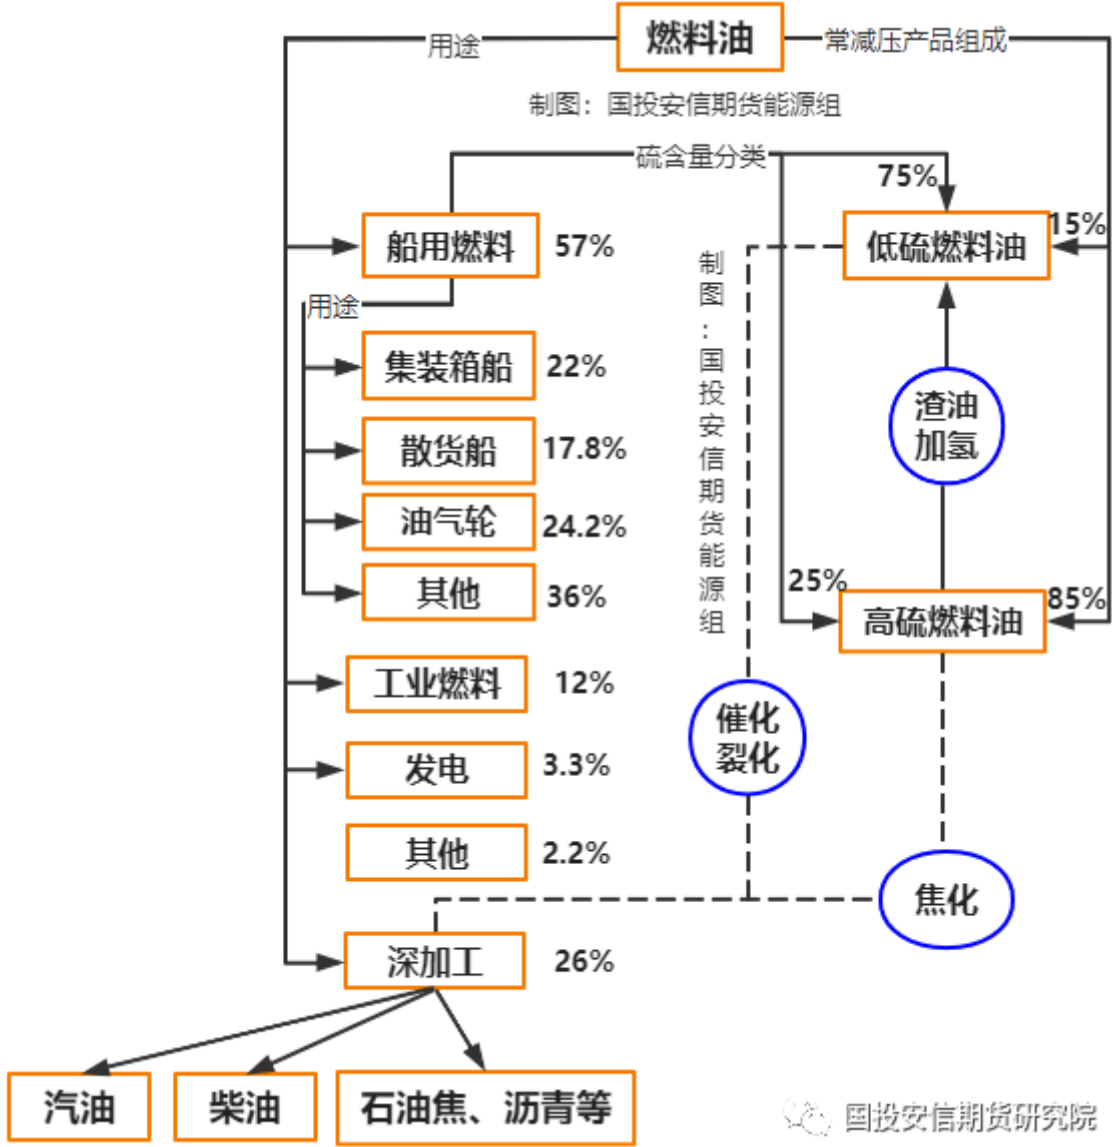 燃料油
用途
常减压产品组成
制图：国投安信期货能源组
硫含量分类
75%
船用燃料
57%
低硫燃料油
15%
用途
制图：国投安信期货能源组
集装箱船
22%
渣油
加氢
散货船
17.8%
油气轮
24.2%
其他
36%
25%
高硫燃料油
85%
工业燃料
12%
催化
裂化
发电
3.3%
其他
2.2%
焦化
深加工
26%
汽油
柴油
石油焦、沥青等
国投安信期货研究院